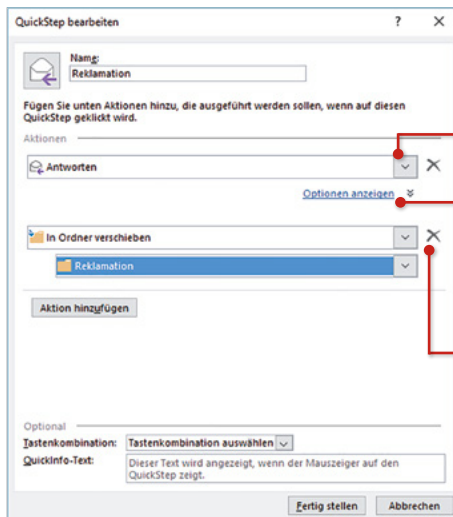 QuickStep bearbeiten ? ×
Name:
Reklamation
Fügen Sie unten Aktionen hinzu, die ausgeführt werden sollen, wenn auf diesen
QuickStep geklickt wird.
Aktionen
Antworten
Optionen anzeigen
In Ordner verschieben
Reklamation
Aktion hinzufügen
Optional
Tastenkombination: Tastenkombination auswählen
QuickInfo-Text: Dieser Text wird angezeigt, wenn der Mauszeiger auf den
QuickStep zeigt.
Fertig stellen Abbrechen